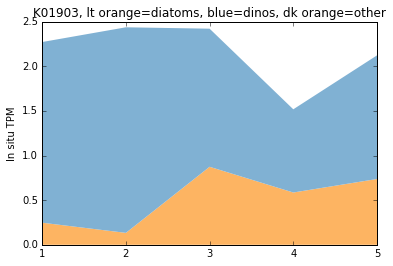 K01903, lt orange=diatoms, blue=dinos, dk orange=other
2.5
2.0
1.5
1.0
0.5
0.0
In situ TPM
1 2 3 4 5